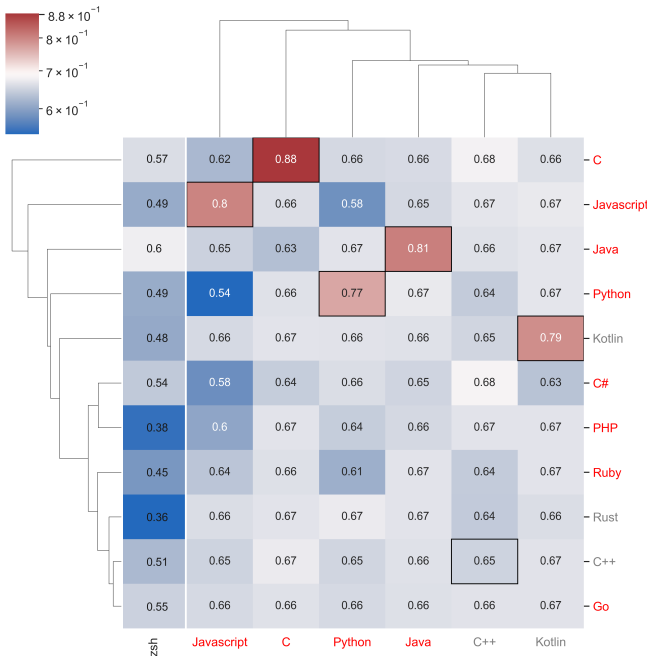 8.8 × 10⁻¹
8 × 10⁻¹
7 × 10⁻¹
6 × 10⁻¹
0.57 0.62 0.88 0.66 0.66 0.68 0.66 C
0.49 0.8 0.66 0.58 0.65 0.67 0.67 Javascript
0.6 0.65 0.63 0.67 0.81 0.66 0.67 Java
0.49 0.54 0.66 0.77 0.67 0.64 0.67 Python
0.48 0.66 0.67 0.66 0.66 0.65 0.79 Kotlin
0.54 0.58 0.64 0.66 0.65 0.68 0.63 C#
0.38 0.6 0.67 0.64 0.66 0.67 0.67 PHP
0.45 0.64 0.66 0.61 0.67 0.64 0.67 Ruby
0.36 0.66 0.67 0.67 0.67 0.64 0.66 Rust
0.51 0.65 0.67 0.65 0.66 0.65 0.67 C++
0.55 0.66 0.66 0.66 0.66 0.66 0.67 Go
zsh Javascript C Python Java C++ Kotlin